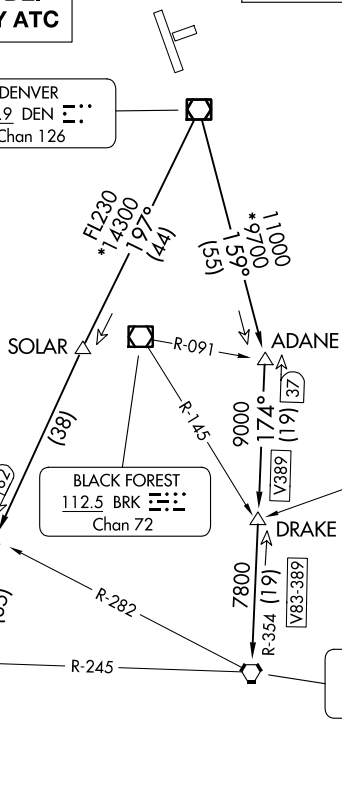 Y ATC
DENVER
.9 DEN
Chan 126
FL230
*14300
197°
(44)
11000
*9700
159°
(55)
SOLAR
R-091
ADANE
37
(38)
R-145
9000
174°
(19)
V389
BLACK FOREST
112.5 BRK
Chan 72
DRAKE
7800
(19)
R-354
V83-389
R-282
R-245